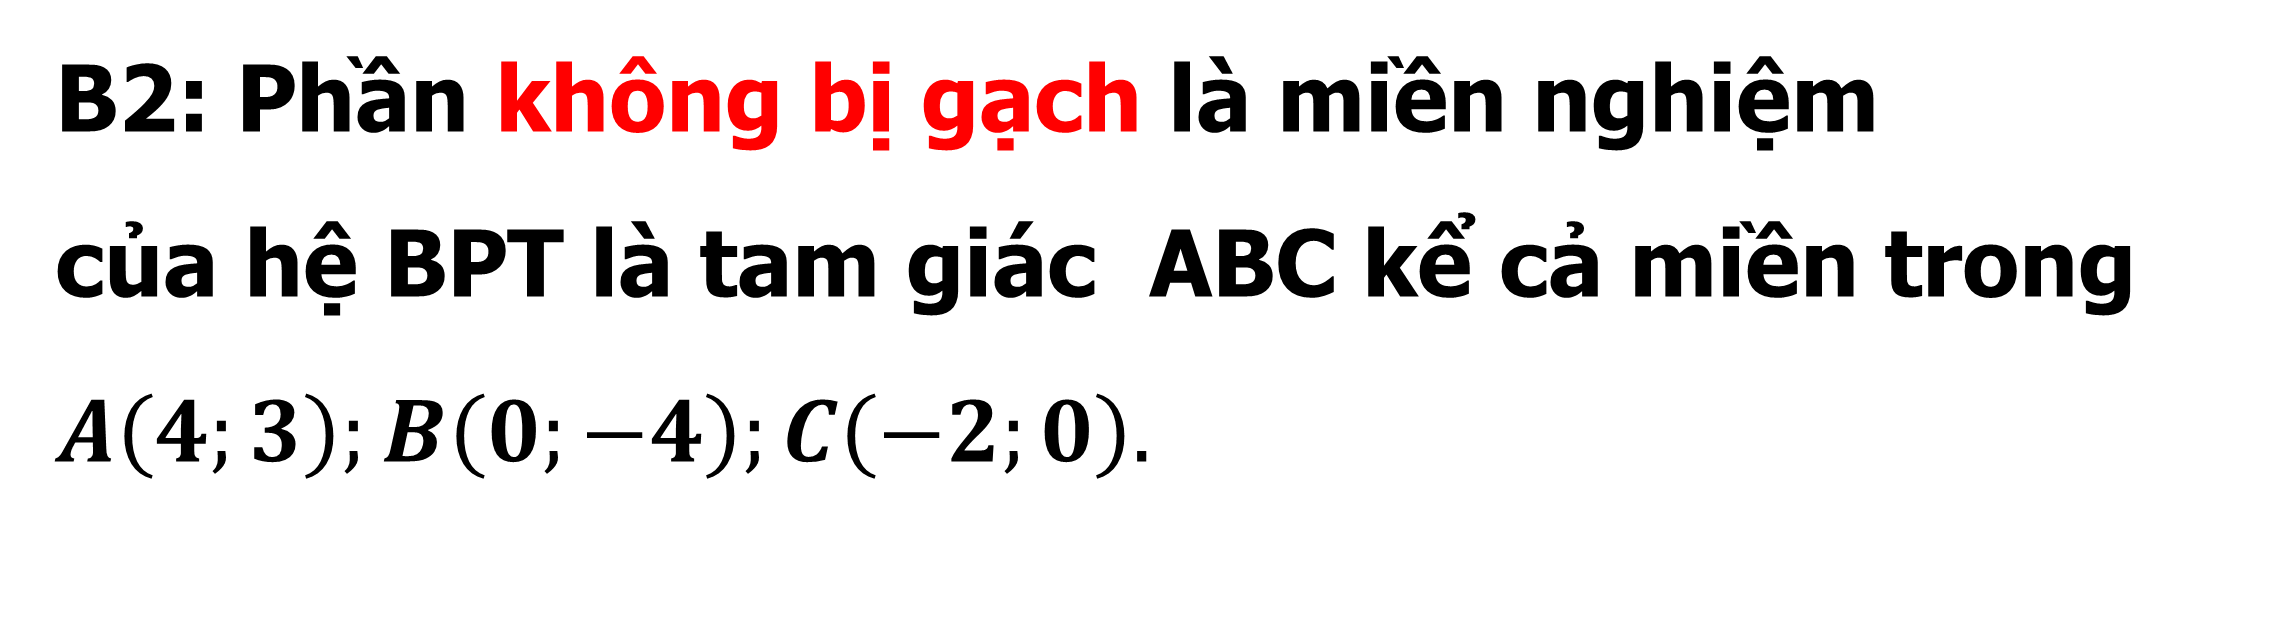 B2: Phần không bị gạch là miền nghiệm
của hệ BPT là tam giác ABC kể cả miền trong
A(4; 3); B(0; −4); C(−2; 0).